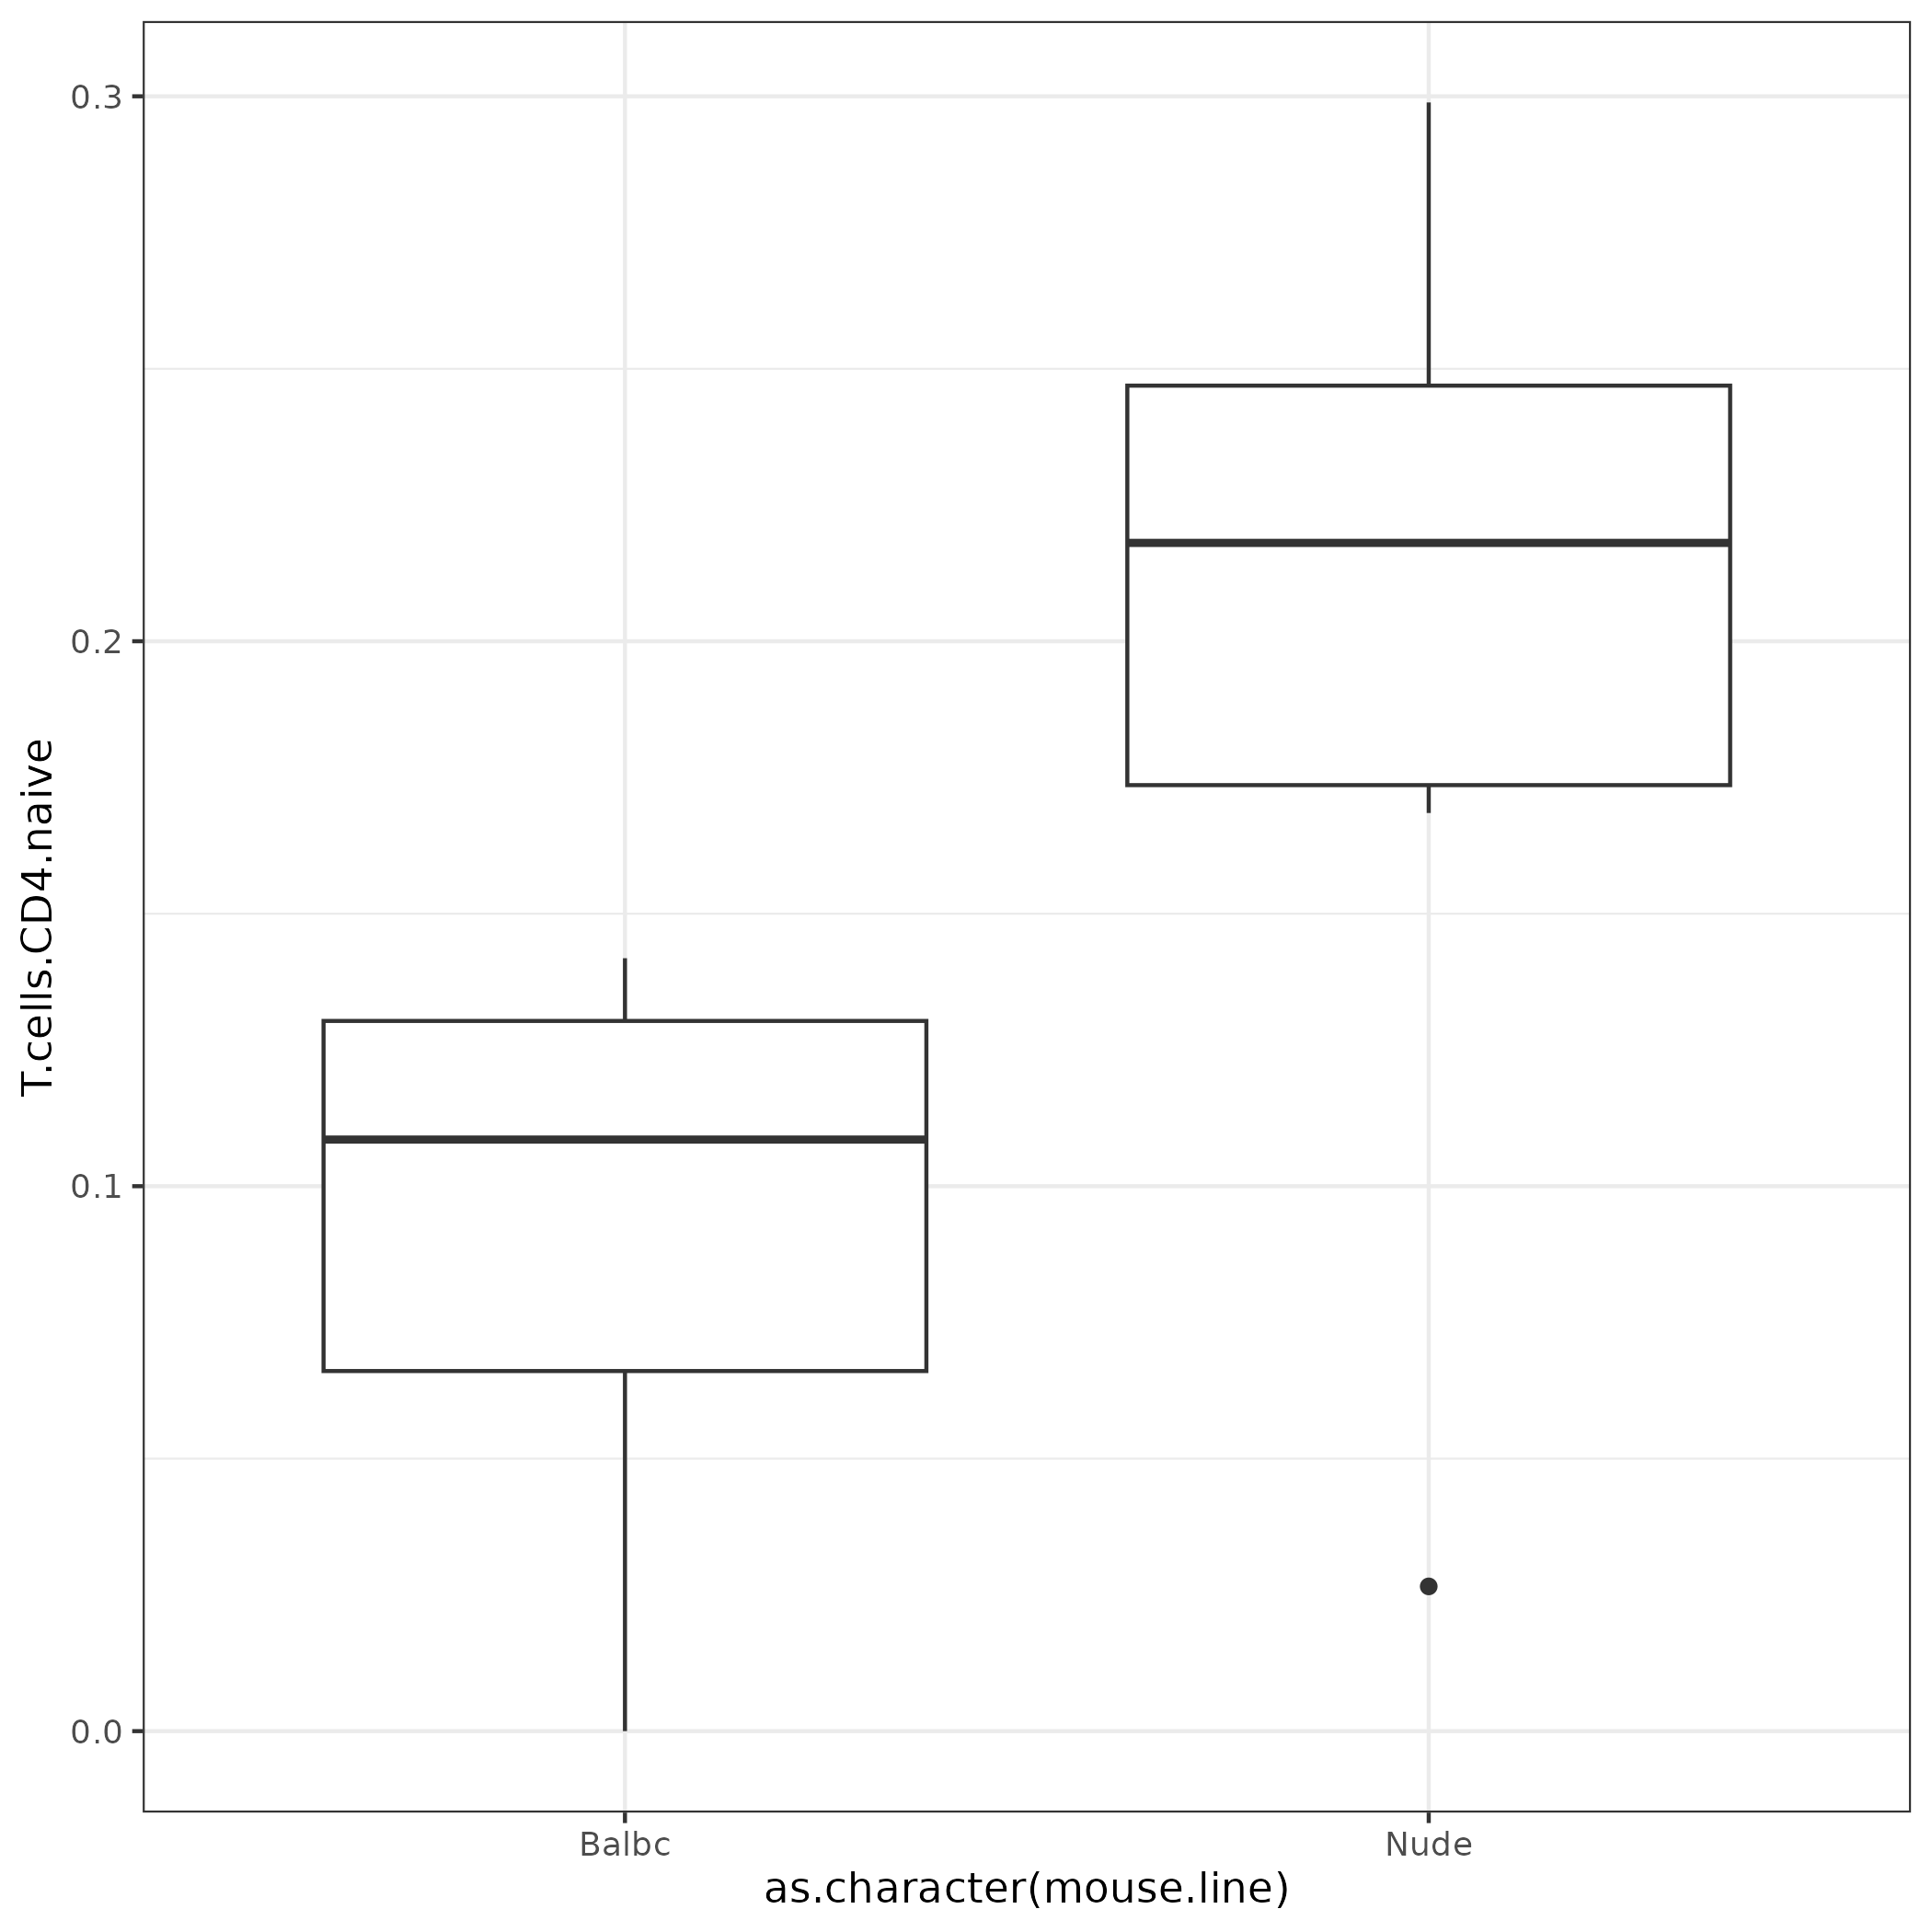 T.cells.CD4.naive
0.3
0.2
0.1
0.0
Balbc Nude
as.character(mouse.line)